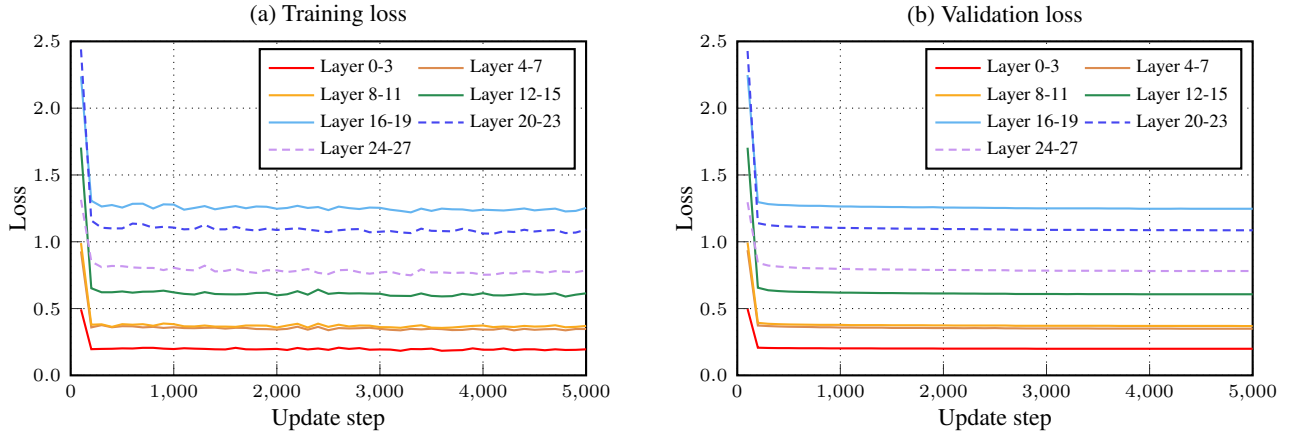 (a) Training loss
2.5
2.0
1.5
1.0
0.5
0.0
Loss
0 1,000 2,000 3,000 4,000 5,000
Update step
Layer 0-3 Layer 4-7
Layer 8-11 Layer 12-15
Layer 16-19 Layer 20-23
Layer 24-27
(b) Validation loss
2.5
2.0
1.5
1.0
0.5
0.0
Loss
0 1,000 2,000 3,000 4,000 5,000
Update step
Layer 0-3 Layer 4-7
Layer 8-11 Layer 12-15
Layer 16-19 Layer 20-23
Layer 24-27